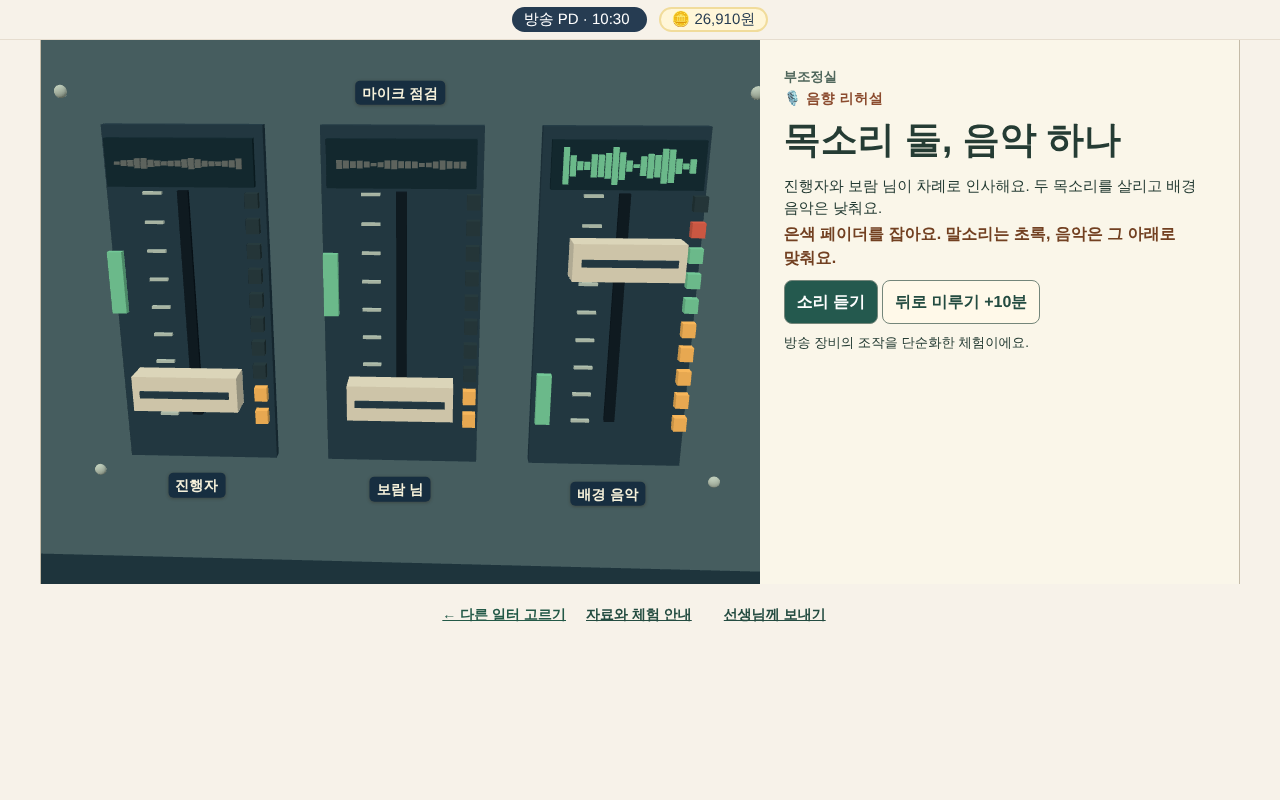 방송 PD · 10:30
🪙 26,910원
마이크 점검
진행자
보람 님
배경 음악
부조정실
🎙️ 음향 리허설
목소리 둘, 음악 하나
진행자와 보람 님이 차례로 인사해요. 두 목소리를 살리고 배경
음악은 낮춰요.
은색 페이더를 잡아요. 말소리는 초록, 음악은 그 아래로
맞춰요.
소리 듣기
뒤로 미루기 +10분
방송 장비의 조작을 단순화한 체험이에요.
← 다른 일터 고르기
자료와 체험 안내
선생님께 보내기